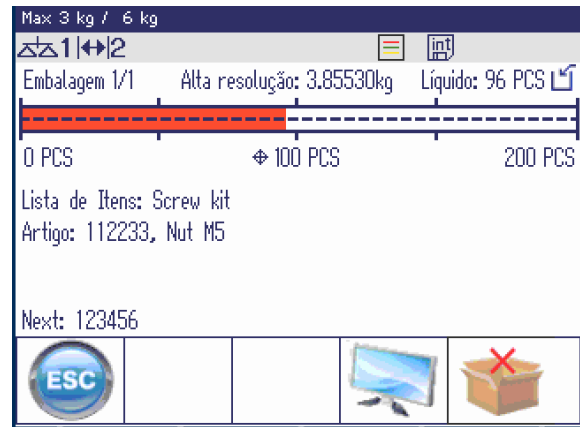 Max 3 kg / 6 kg
1|↔|2 int
Embalagem 1/1 Alta resolução: 3.85530kg Líquido: 96 PCS
0 PCS ⌖ 100 PCS 200 PCS
Lista de Itens: Screw kit
Artigo: 112233, Nut M5
Next: 123456
ESC